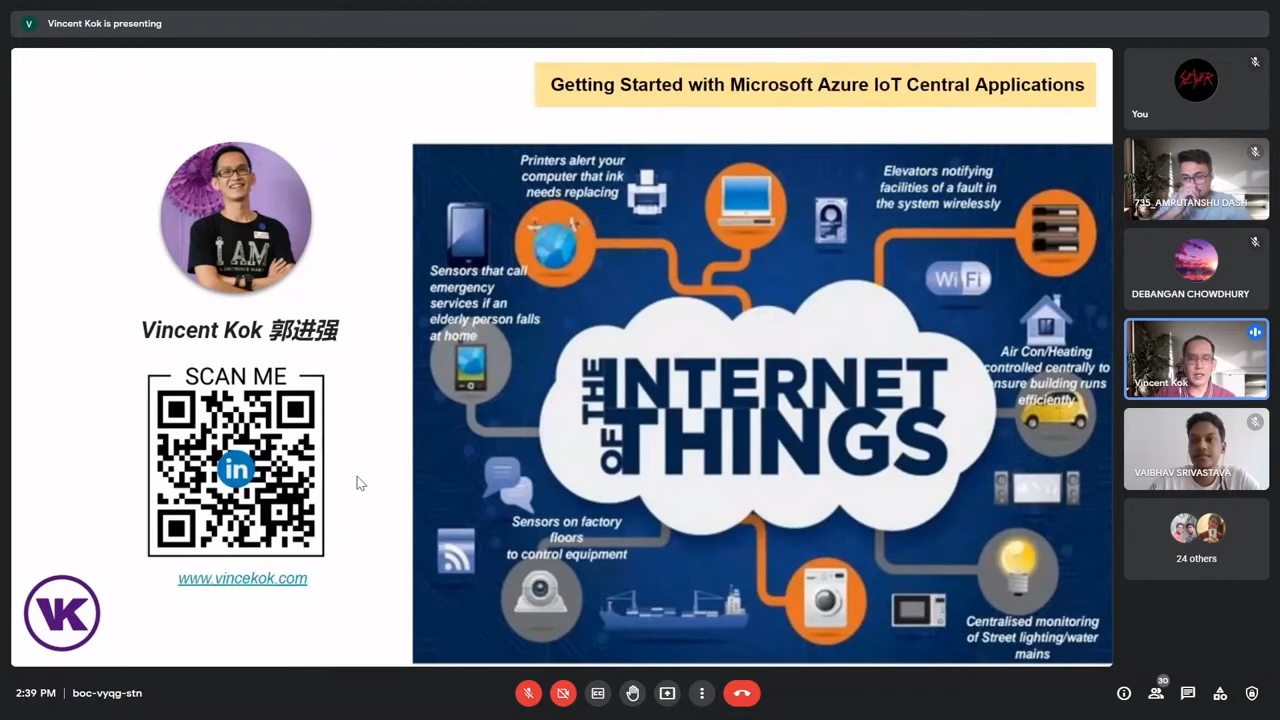 V
Vincent Kok is presenting
Getting Started with Microsoft Azure IoT Central Applications
Vincent Kok 郭进强
SCAN ME
in
www.vincekok.com
VK
I AM
Printers alert your
computer that ink
needs replacing
Elevators notifying
facilities of a fault in
the system wirelessly
Sensors that call
emergency
services if an
elderly person falls
at home
WiFi
Air Con/Heating
controlled centrally to
ensure building runs
efficiently
THE INTERNET
OF THINGS
Sensors on factory
floors
to control equipment
Centralised monitoring
of Street lighting/water
mains
SLAYER
You
735_AMRUTANSHU DASH
DEBANGAN CHOWDHURY
Vincent Kok
VAIBHAV SRIVASTAVA
24 others
2:39 PM | boc-vyqg-stn
30